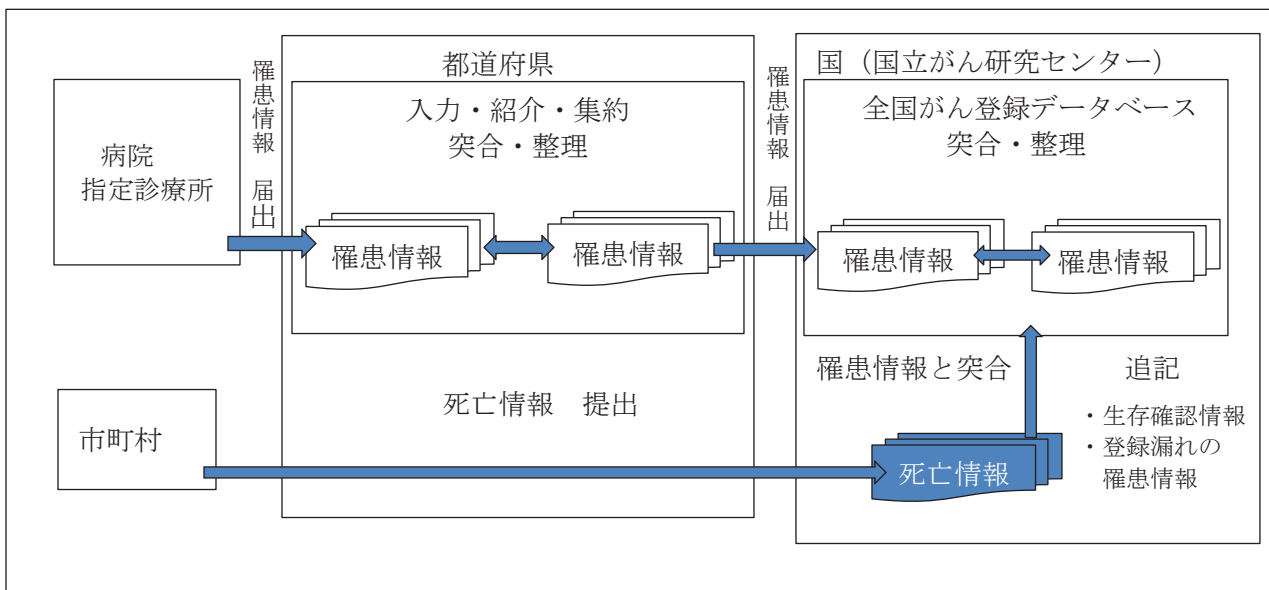 病院
指定診療所
罹患情報　届出
都道府県
入力・紹介・集約
突合・整理
罹患情報
罹患情報
罹患情報　届出
国（国立がん研究センター）
全国がん登録データベース
突合・整理
罹患情報
罹患情報
市町村
死亡情報　提出
死亡情報
罹患情報と突合
追記
・生存確認情報
・登録漏れの
罹患情報